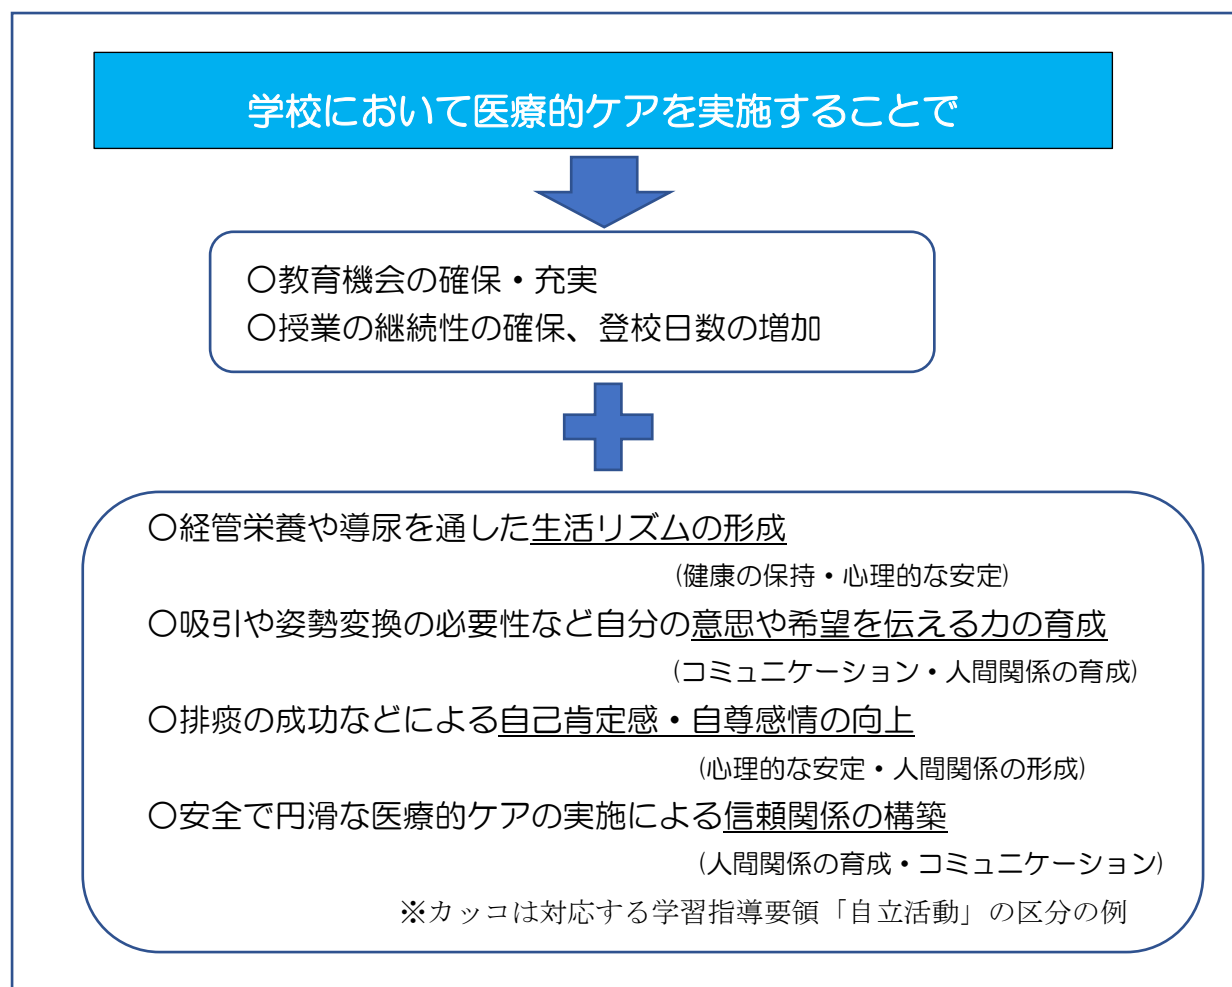 学校において医療的ケアを実施することで
〇教育機会の確保・充実
〇授業の継続性の確保、登校日数の増加
〇経管栄養や導尿を通した生活リズムの形成
(健康の保持・心理的な安定)
〇吸引や姿勢変換の必要性など自分の意思や希望を伝える力の育成
(コミュニケーション・人間関係の育成)
〇排痰の成功などによる自己肯定感・自尊感情の向上
(心理的な安定・人間関係の形成)
〇安全で円滑な医療的ケアの実施による信頼関係の構築
(人間関係の育成・コミュニケーション)
※カッコは対応する学習指導要領「自立活動」の区分の例